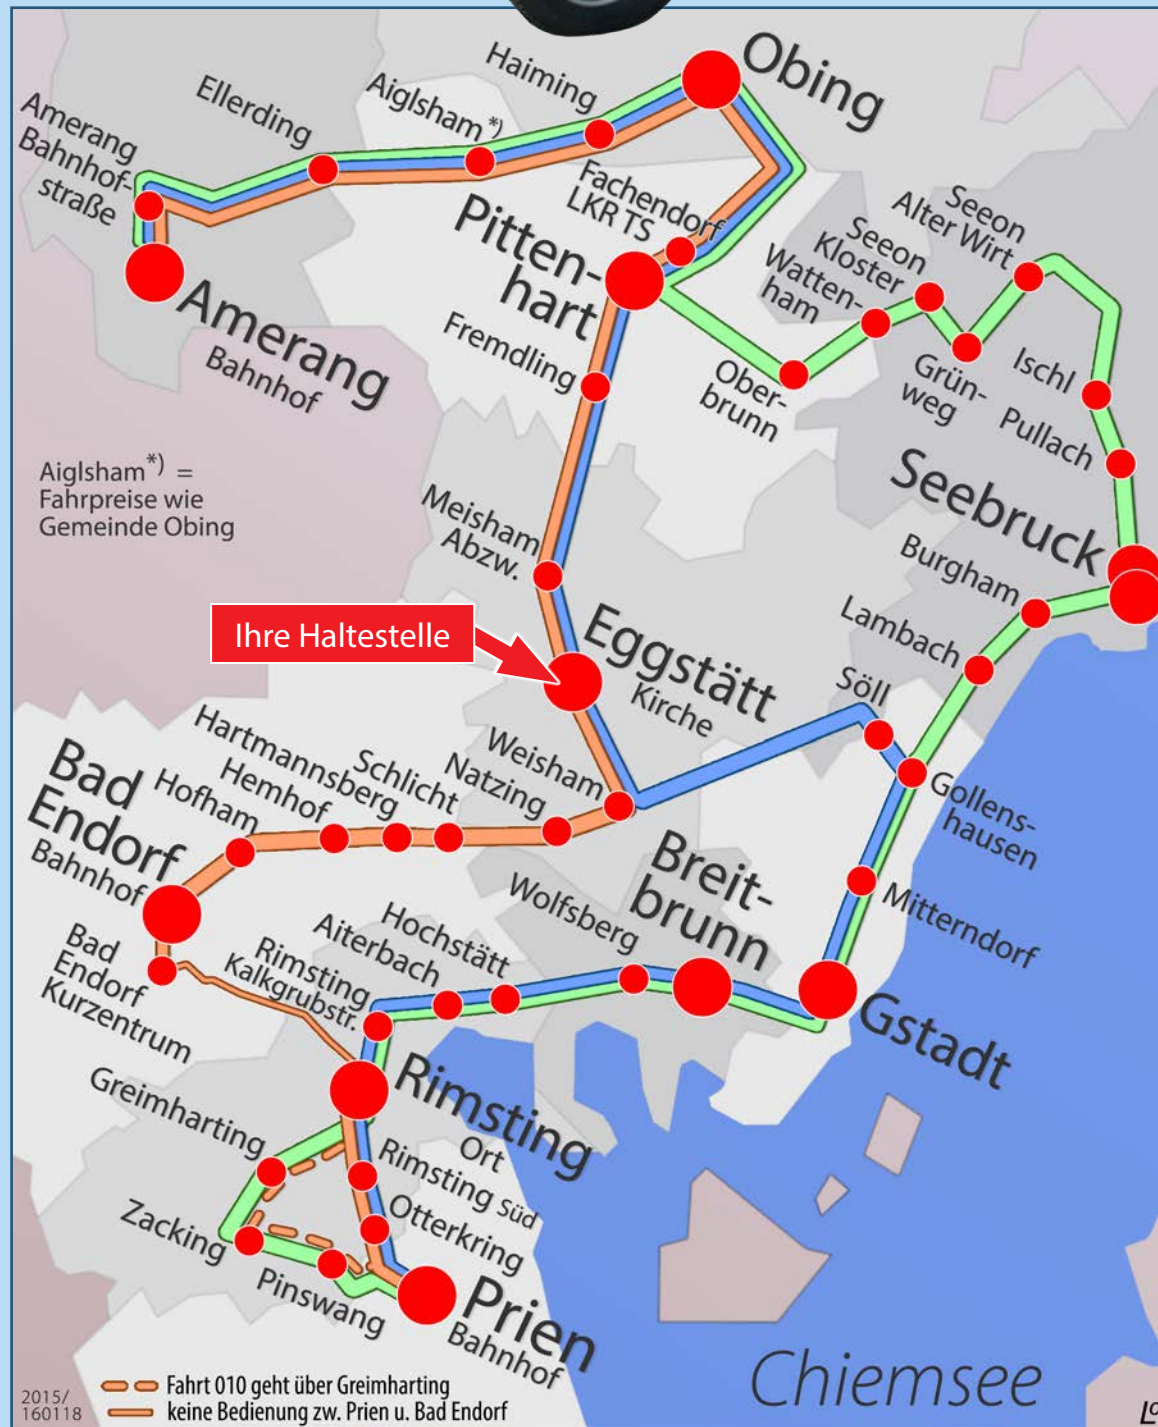 Obing
Haiming
Aiglsham*)
Ellerding
Amerang
Bahnhof-
straße
Fachendorf
LKR TS
Pitten-
hart
Amerang
Bahnhof
Seeon
Alter Wirt
Seeon
Kloster
Watten-
ham
Fremdling
Ober-
brunn
Grün-
weg
Ischl
Pullach
Aiglsham*) =
Fahrpreise wie
Gemeinde Obing
Seebruck
Meisham
Abzw.
Burgham
Lambach
Ihre Haltestelle
Eggstätt
Kirche
Söll
Weisham
Natzing
Schlicht
Hartmannsberg
Hemhof
Hofham
Bad
Endorf
Bahnhof
Gollens-
hausen
Breit-
brunn
Wolfsberg
Mitterndorf
Hochstätt
Aiterbach
Rimsting
Kalkgrubstr.
Bad
Endorf
Kurzentrum
Gstadt
Rimsting
Ort
Greimharting
Rimsting Süd
Otterkring
Zacking
Pinswang
Prien
Bahnhof
Chiemsee
2015/
160118
Fahrt 010 geht über Greimharting
keine Bedienung zw. Prien u. Bad Endorf